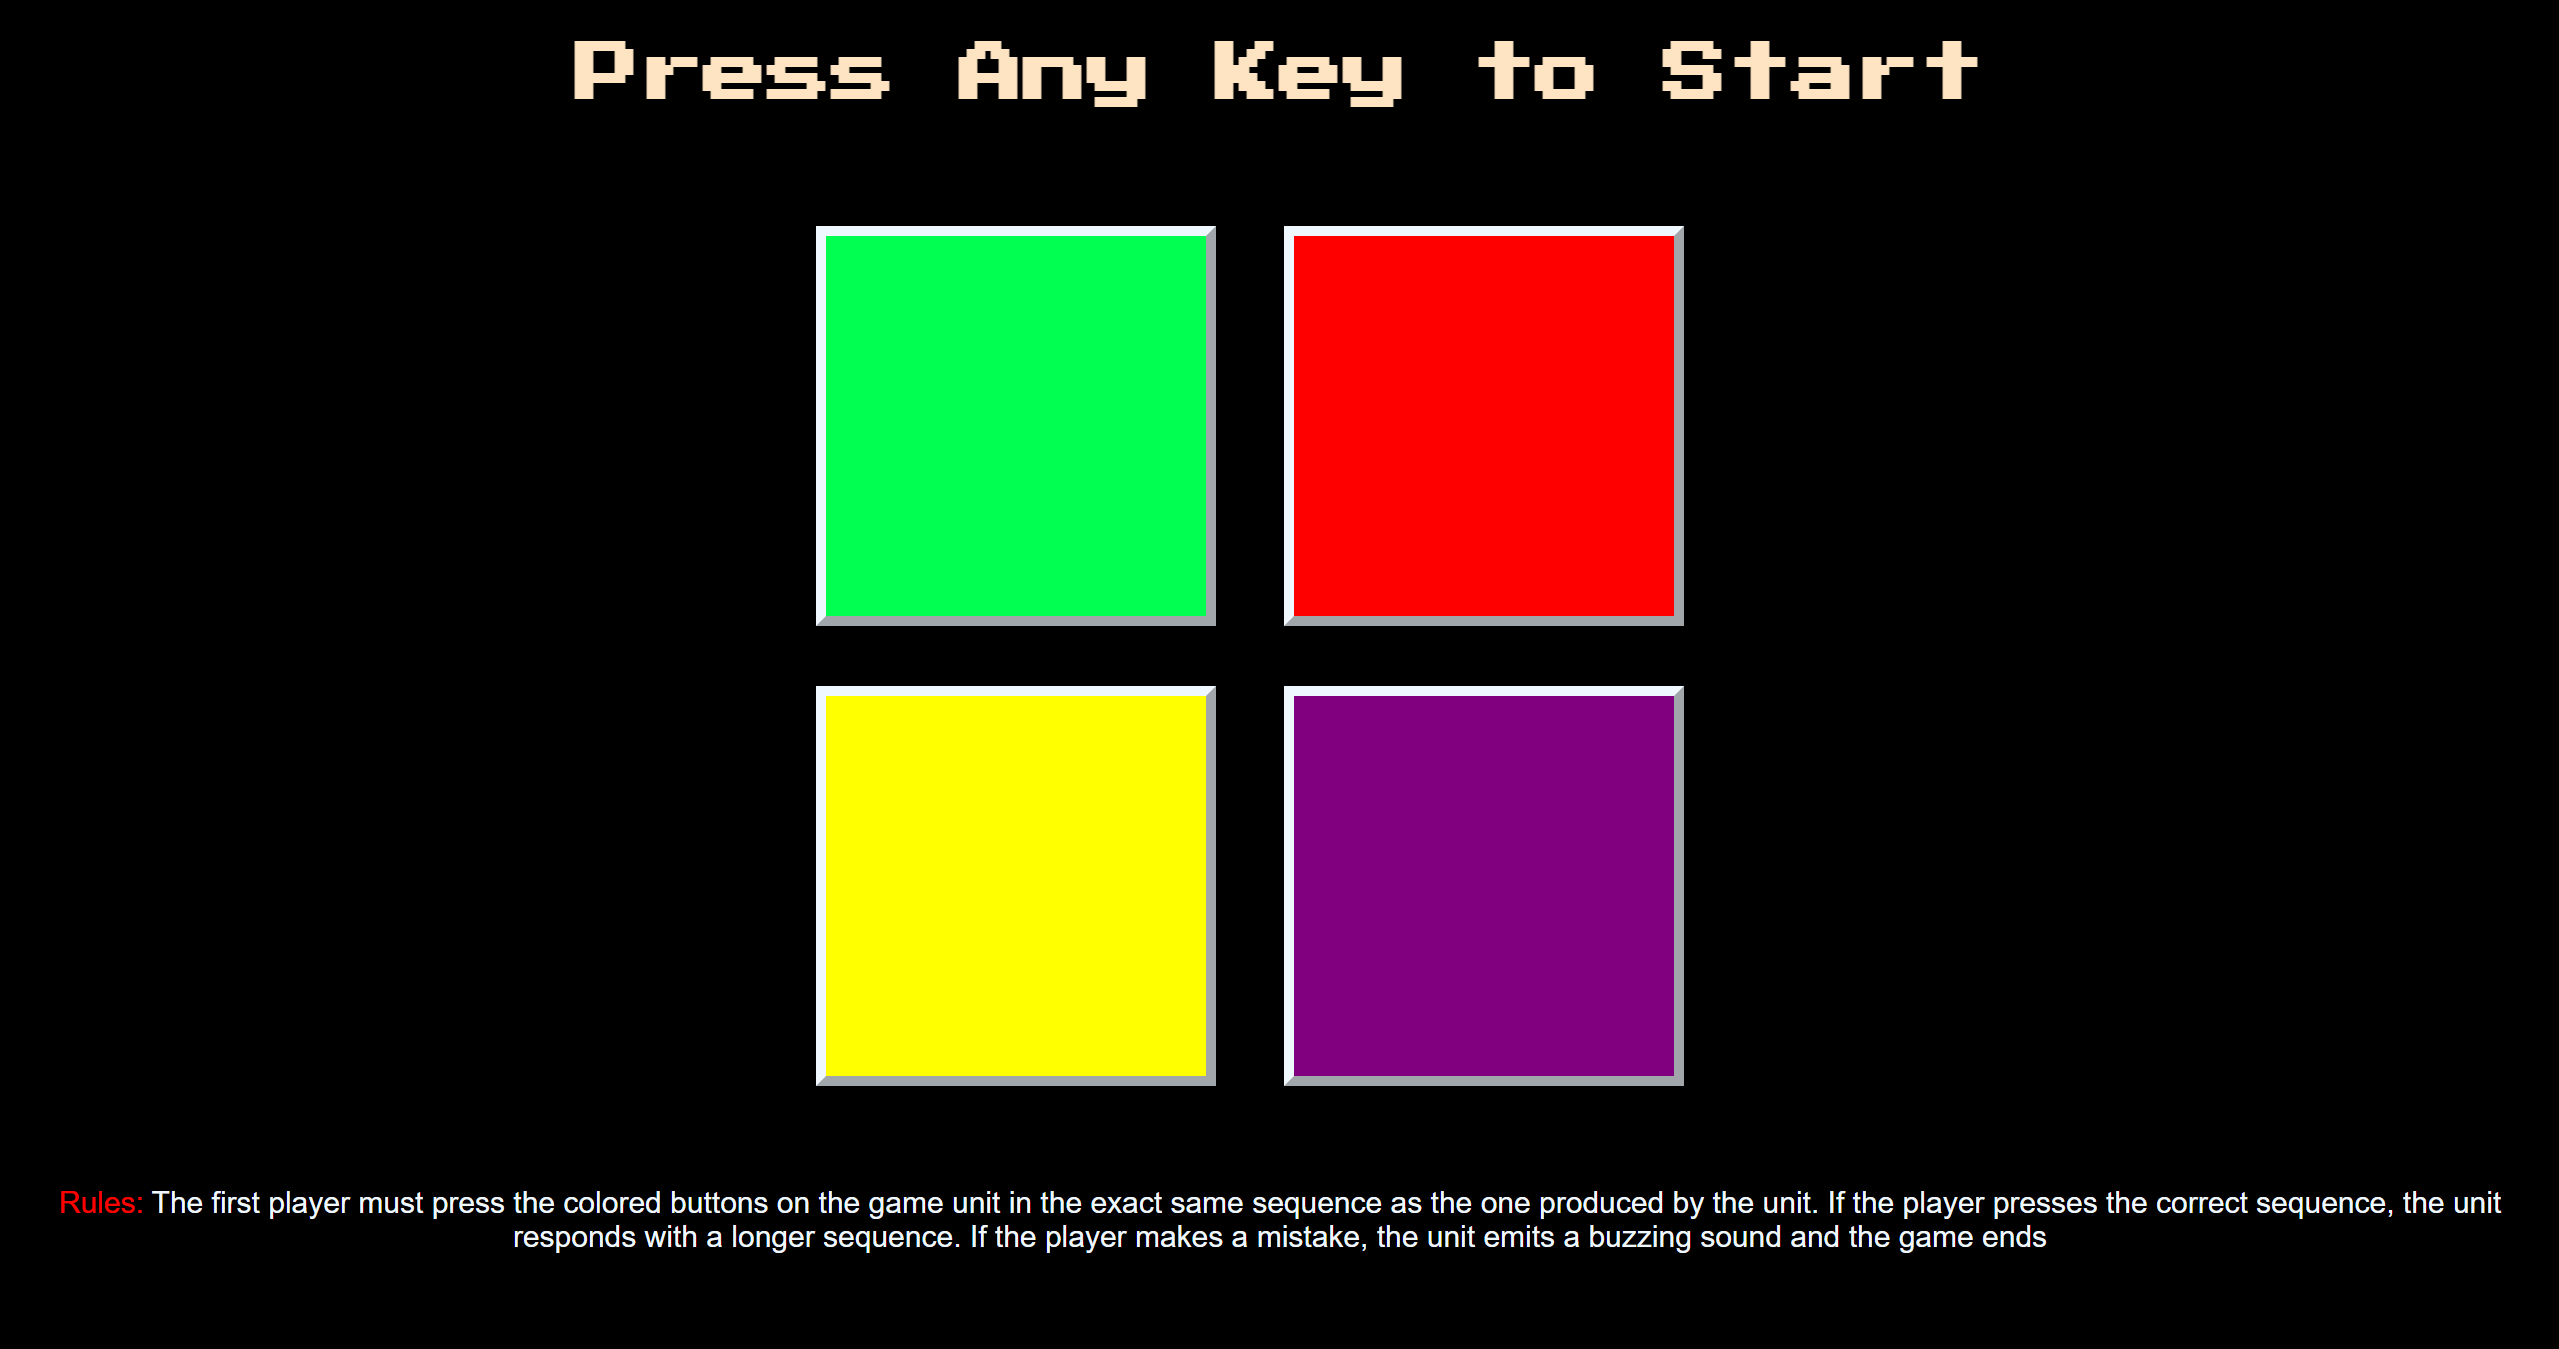 Press Any Key to Start
Rules: The first player must press the colored buttons on the game unit in the exact same sequence as the one produced by the unit. If the player presses the correct sequence, the unit
responds with a longer sequence. If the player makes a mistake, the unit emits a buzzing sound and the game ends